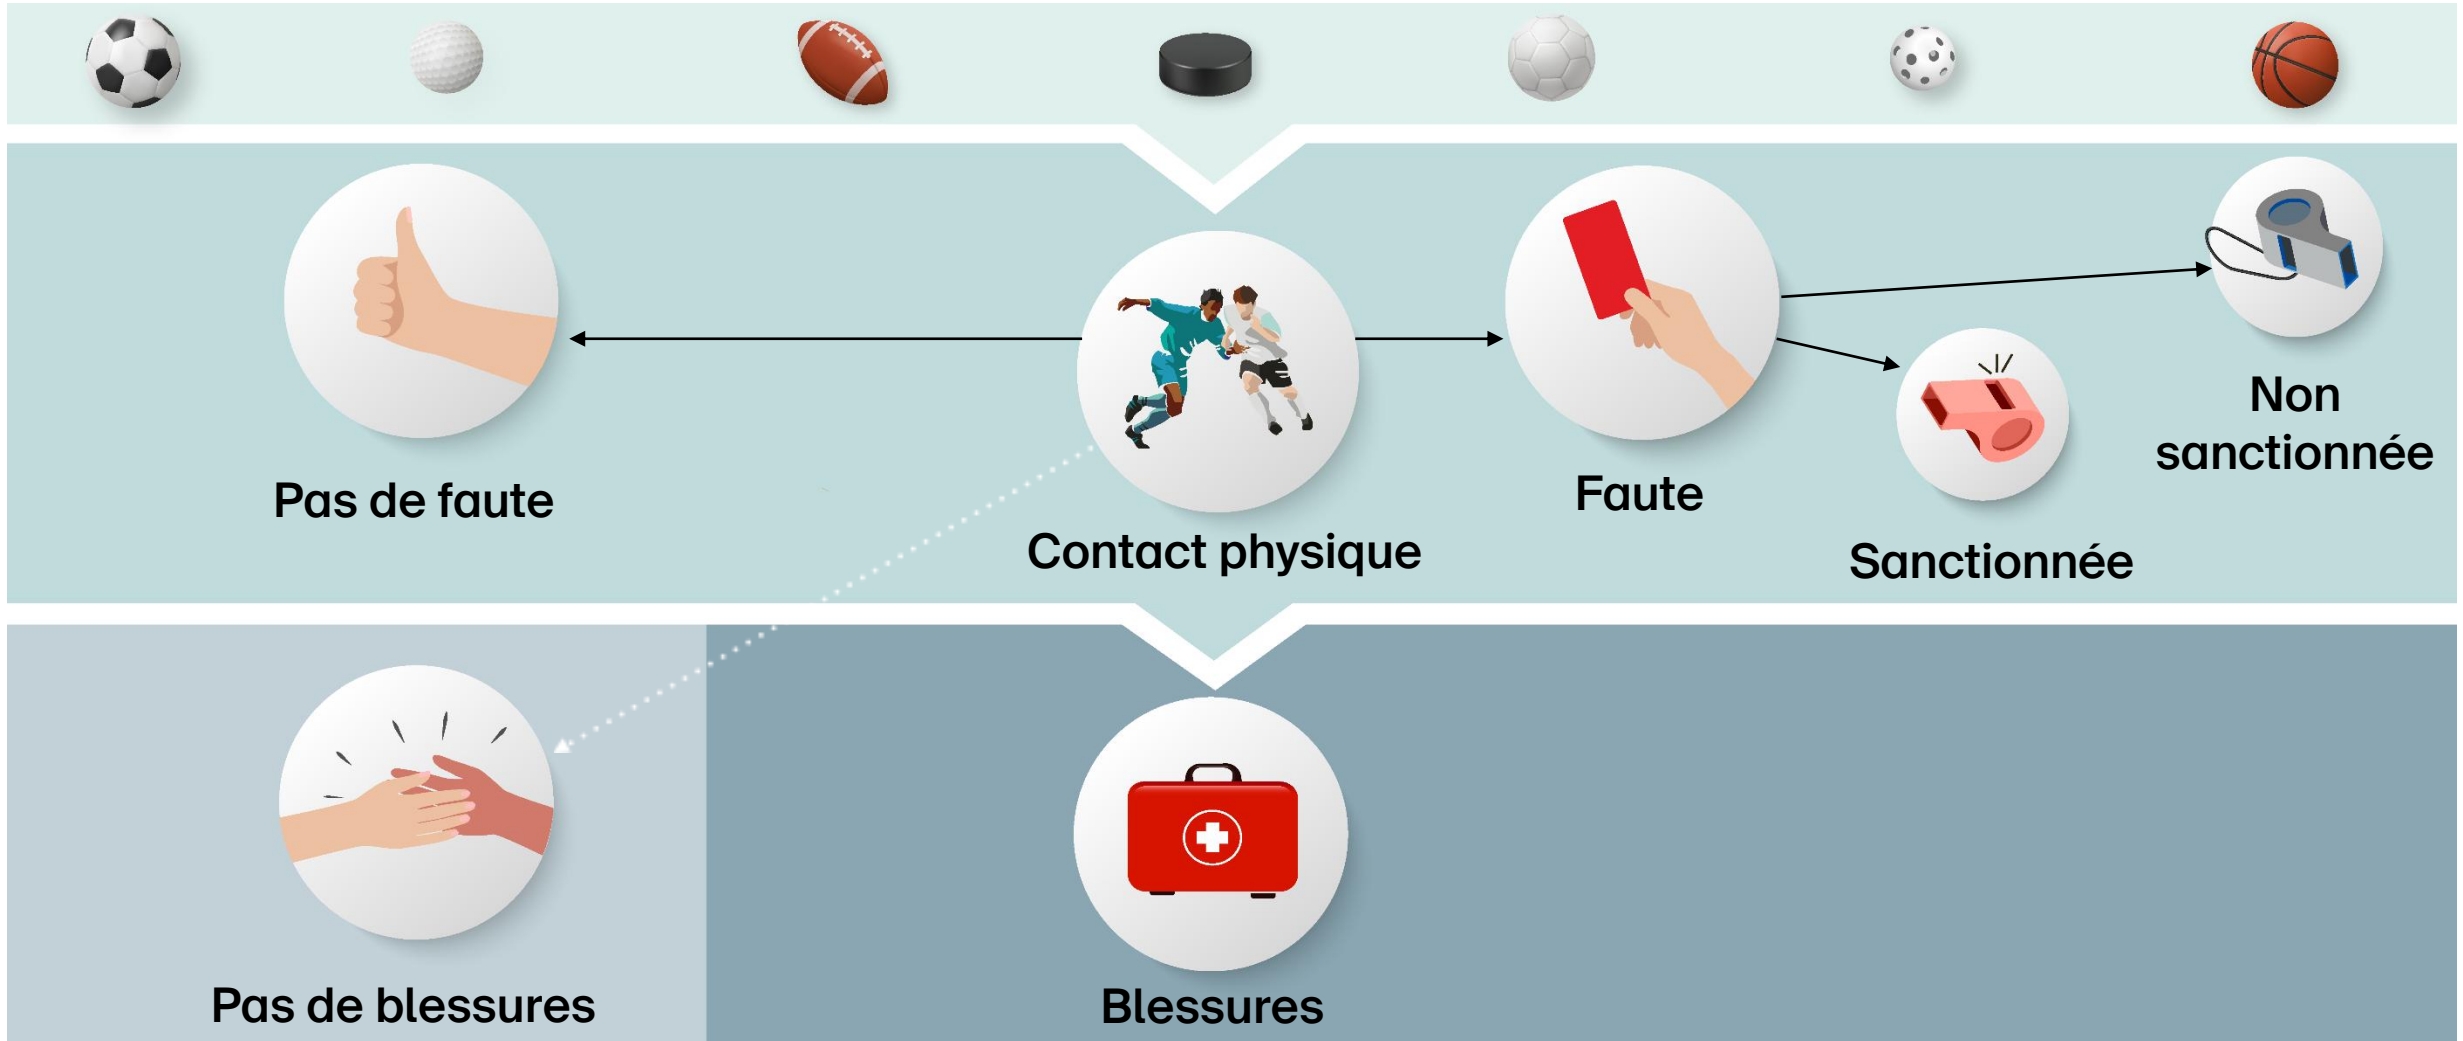 Pas de faute
Contact physique
Faute
Sanctionnée
Non
sanctionnée
Pas de blessures
Blessures